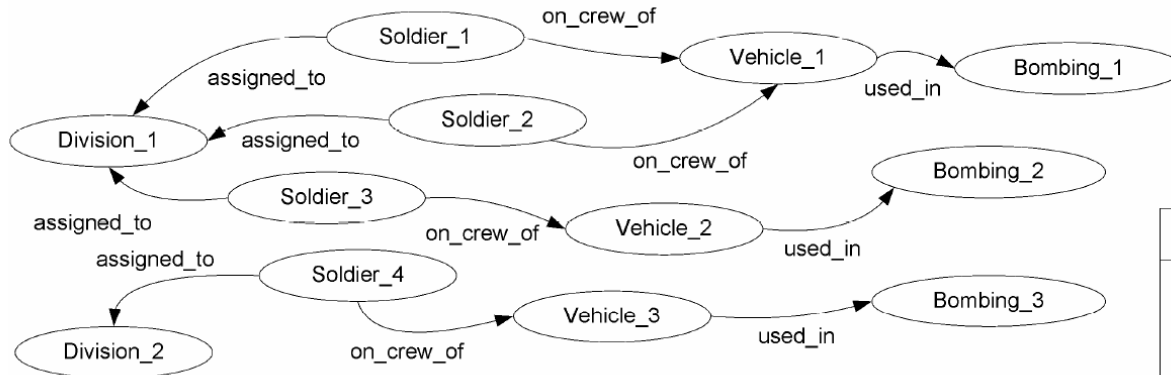 on_crew_of
Soldier_1
Vehicle_1
Bombing_1
assigned_to
used_in
Soldier_2
Division_1
assigned_to
on_crew_of
Bombing_2
Soldier_3
assigned_to
on_crew_of
Vehicle_2
used_in
assigned_to
Soldier_4
Bombing_3
Vehicle_3
used_in
Division_2
on_crew_of